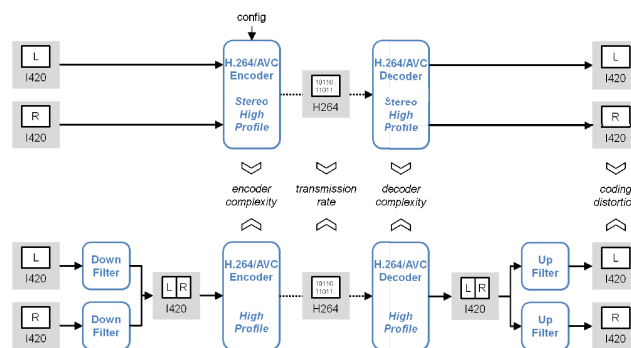 config
L
I420
R
I420
H.264/AVC
Encoder
Stereo
High
Profile
10110
11011
H264
H.264/AVC
Decoder
Stereo
High
Profile
L
I420
R
I420
encoder
complexity
transmission
rate
decoder
complexity
coding
distortic
L
I420
R
I420
Down
Filter
Down
Filter
L R
I420
H.264/AVC
Encoder
High
Profile
10110
11011
H264
H.264/AVC
Decoder
High
Profile
L R
I420
Up
Filter
Up
Filter
L
I420
R
I420